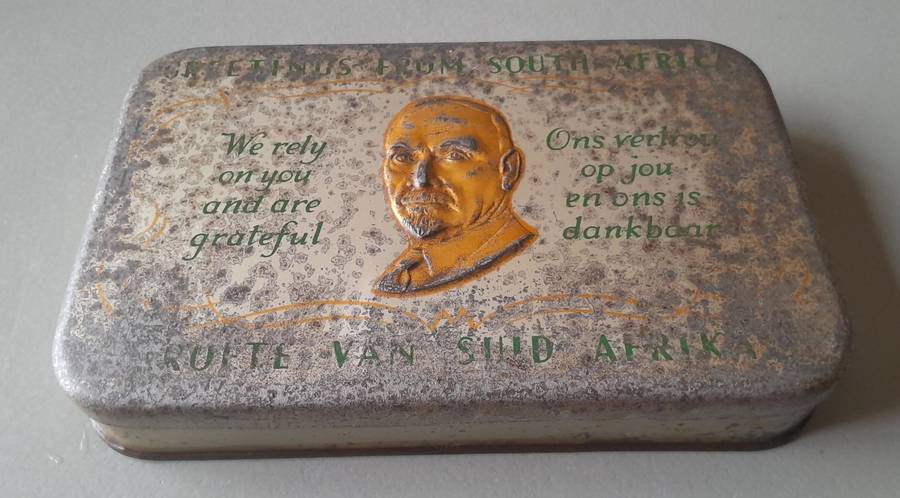 GREETINGS FROM SOUTH AFRICA
We rely
on you
and are
grateful
Ons vertrou
op jou
en ons is
dankbaar
GROETE VAN SUID AFRIKA